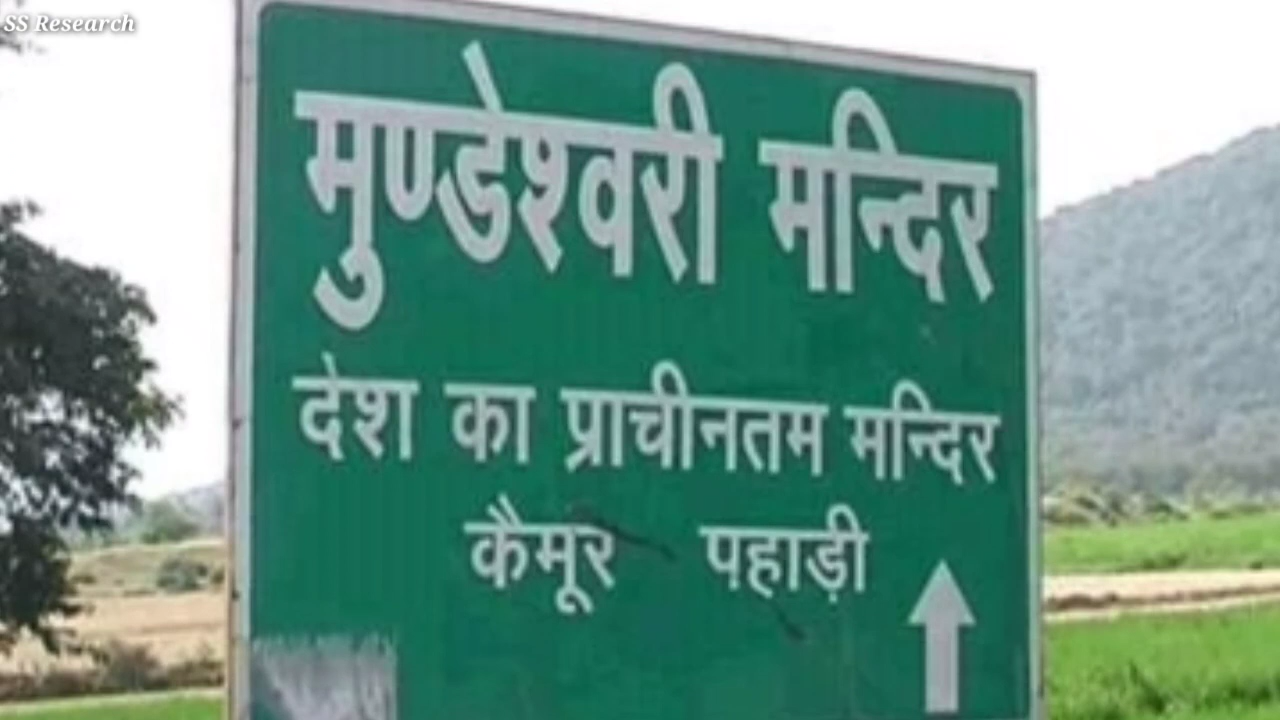 SS Research
मुण्डेश्वरी मन्दिर
देश का प्राचीनतम मन्दिर
कैमूर पहाड़ी